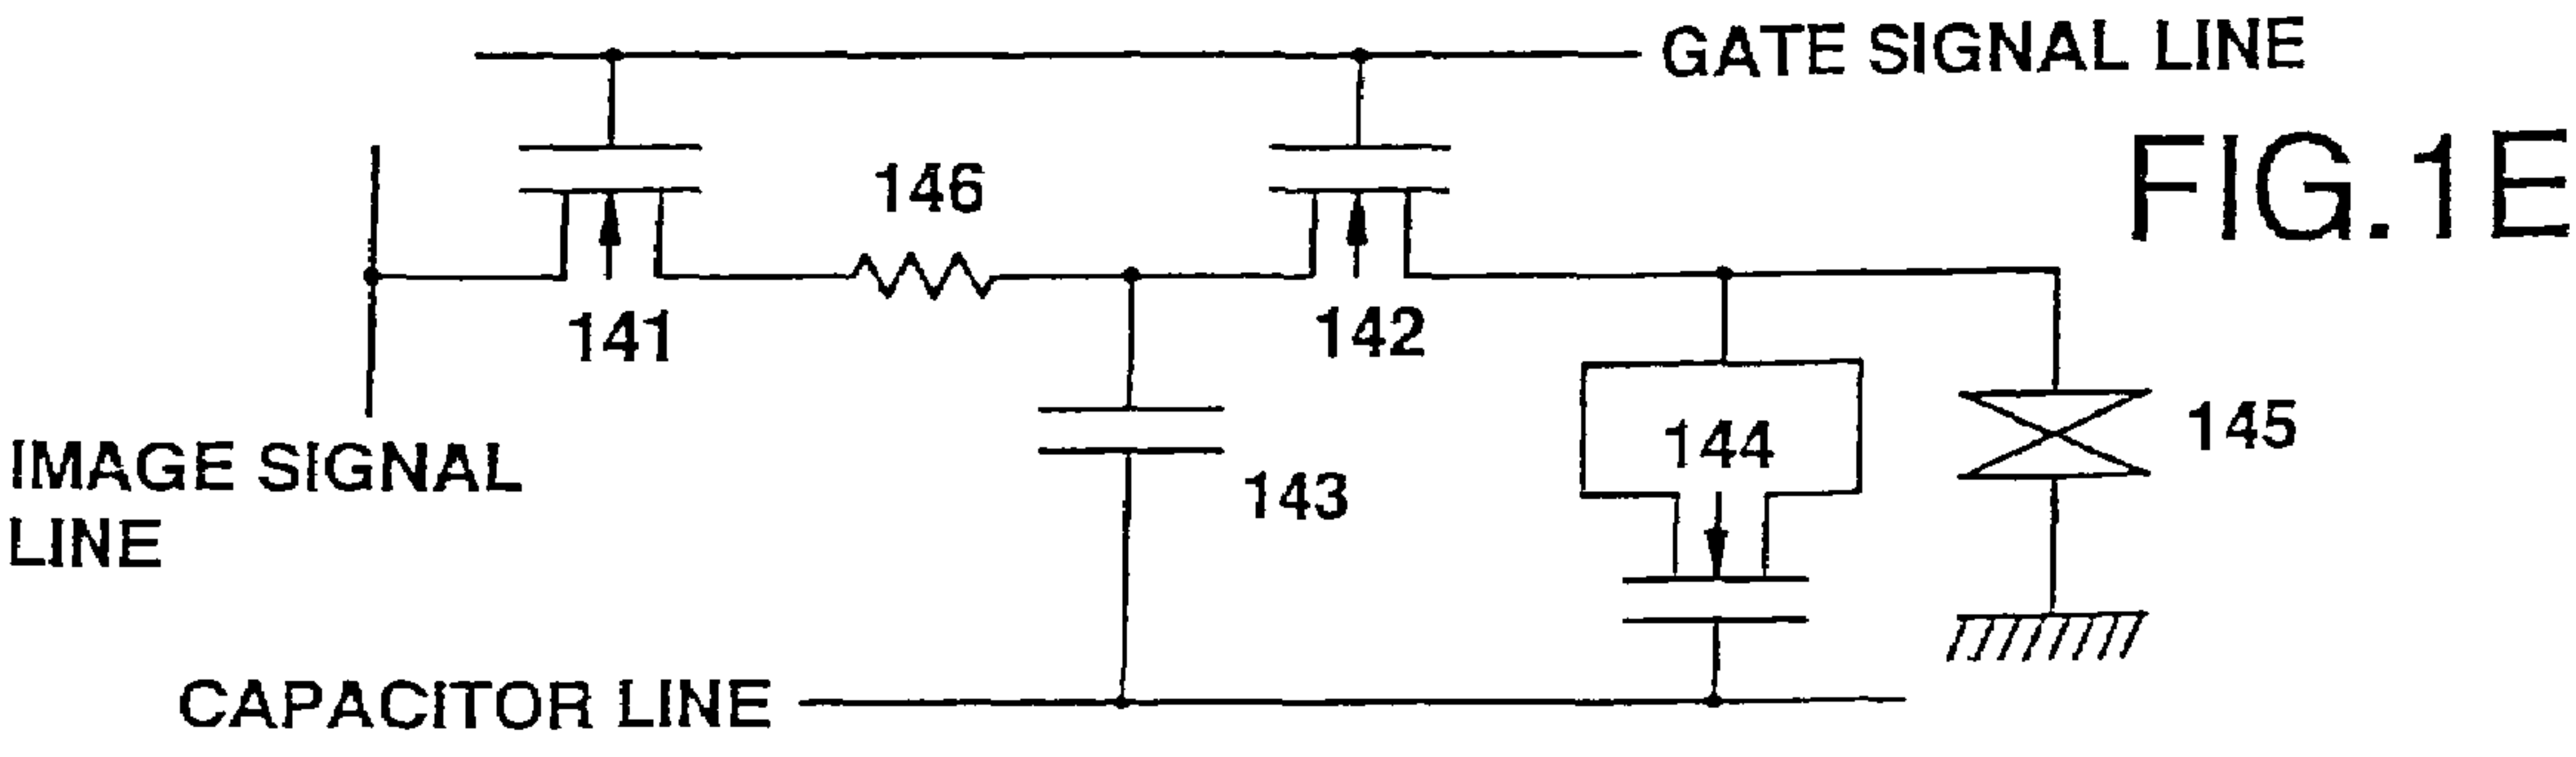 GATE SIGNAL LINE
FIG.1E
146
141
142
IMAGE SIGNAL
LINE
143
144
145
CAPACITOR LINE